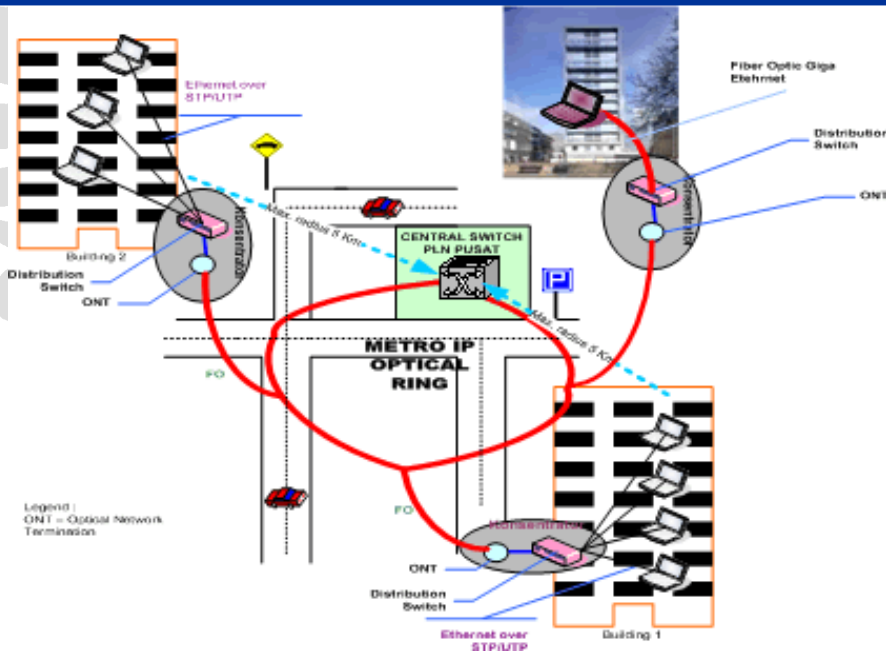 Ethernet over
STP/UTP
Fiber Optic Giga
Etehrnet
Distribution
Switch
ONT
Konsentrator
Building 2
Konsentrator
Distribution
Switch
ONT
Max. radius 5 Km
CENTRAL SWITCH
PLN PUSAT
P
Max. radius 5 Km
METRO IP
OPTICAL
RING
FO
Legend :
ONT = Optical Network
Termination
FO
Konsentrator
ONT
Distribution
Switch
Ethernet over
STP/UTP
Building 1